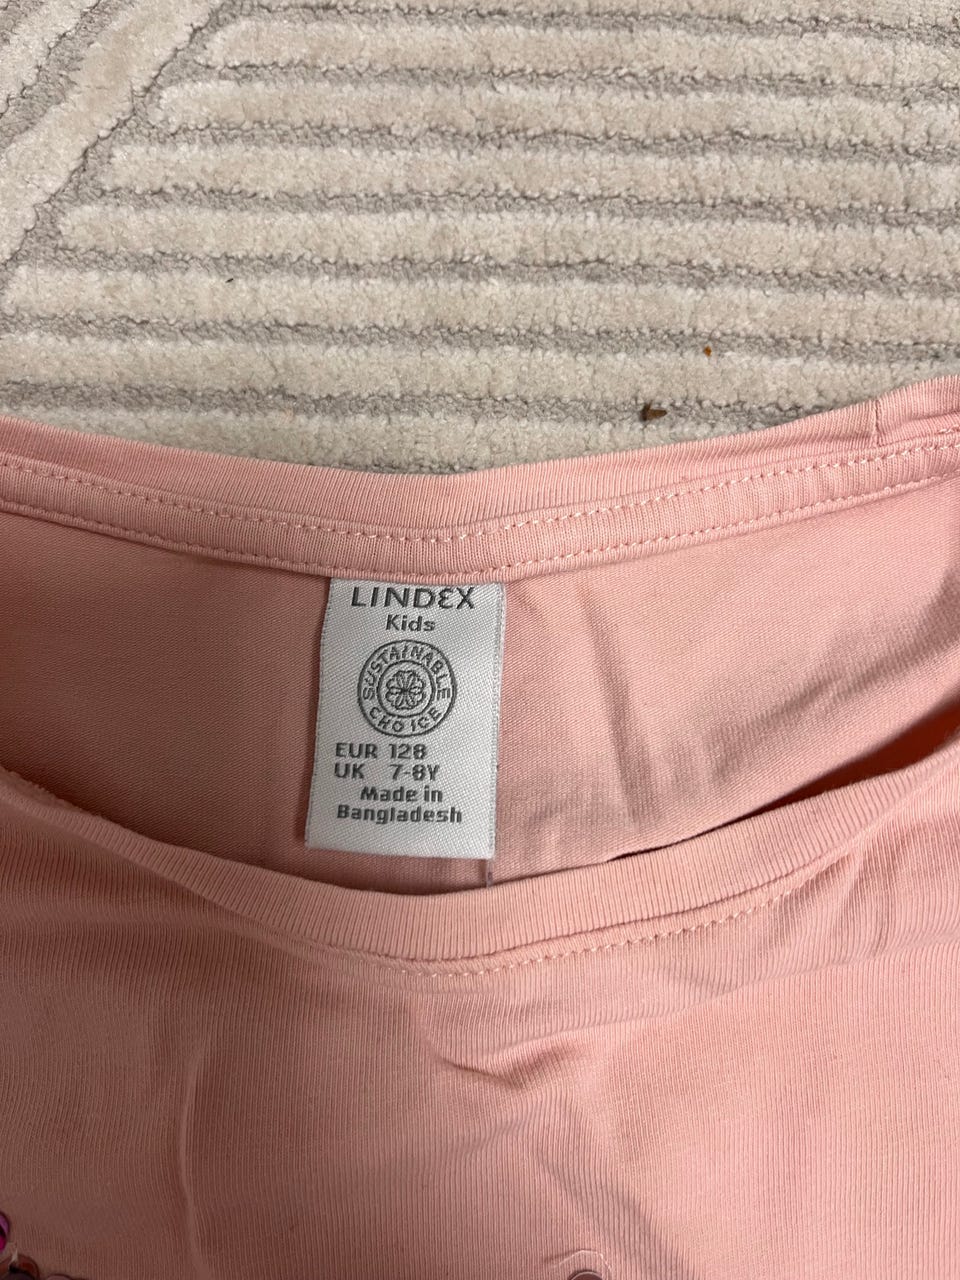 LINDEX
Kids
SUSTAINABLE
CHOICE
EUR 128
UK 7-8Y
Made in
Bangladesh